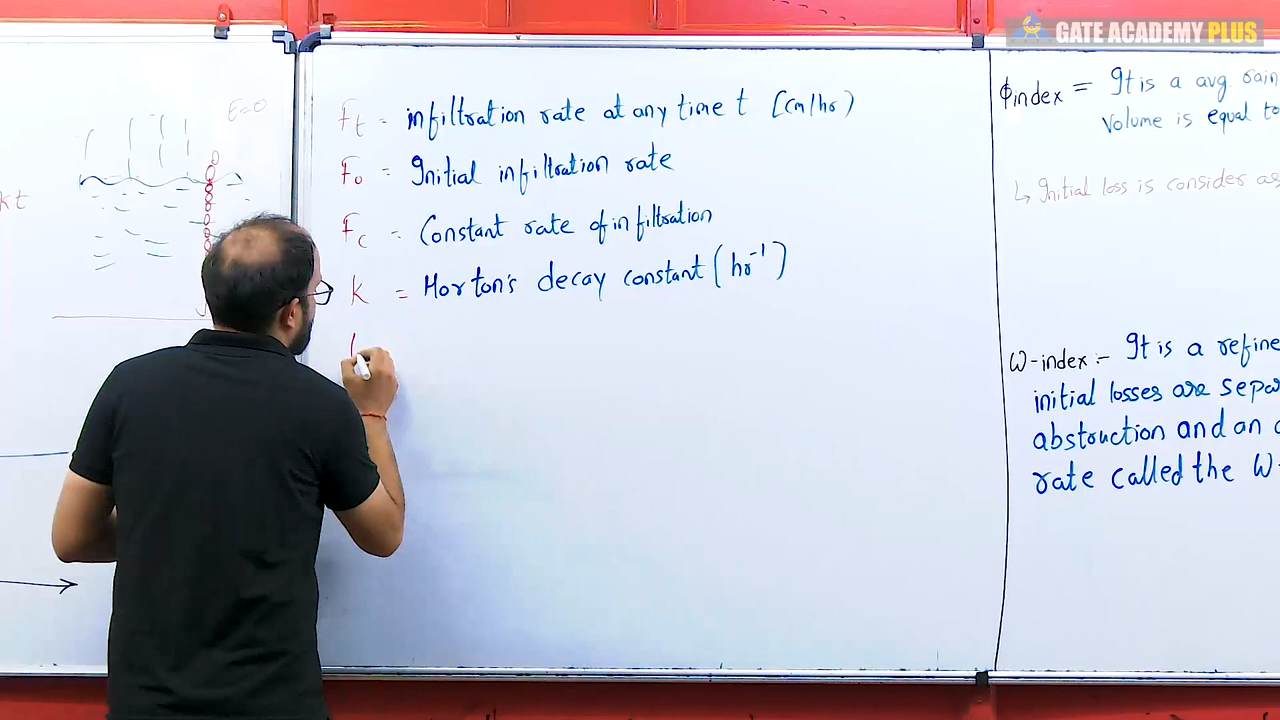 GATE ACADEMY PLUS
E=0
kt
Ft = infiltration rate at any time t [cm/hr)
Fo = Initial infiltration rate
Fc = Constant rate of infiltration
K = Horton's decay constant (hr⁻¹)
ϕindex = It is a avg rain
Volume is equal to
↳ Initial loss is consider as
W-index:- It is a refine
initial losses are sepa
abstruction and an
rate called the W-